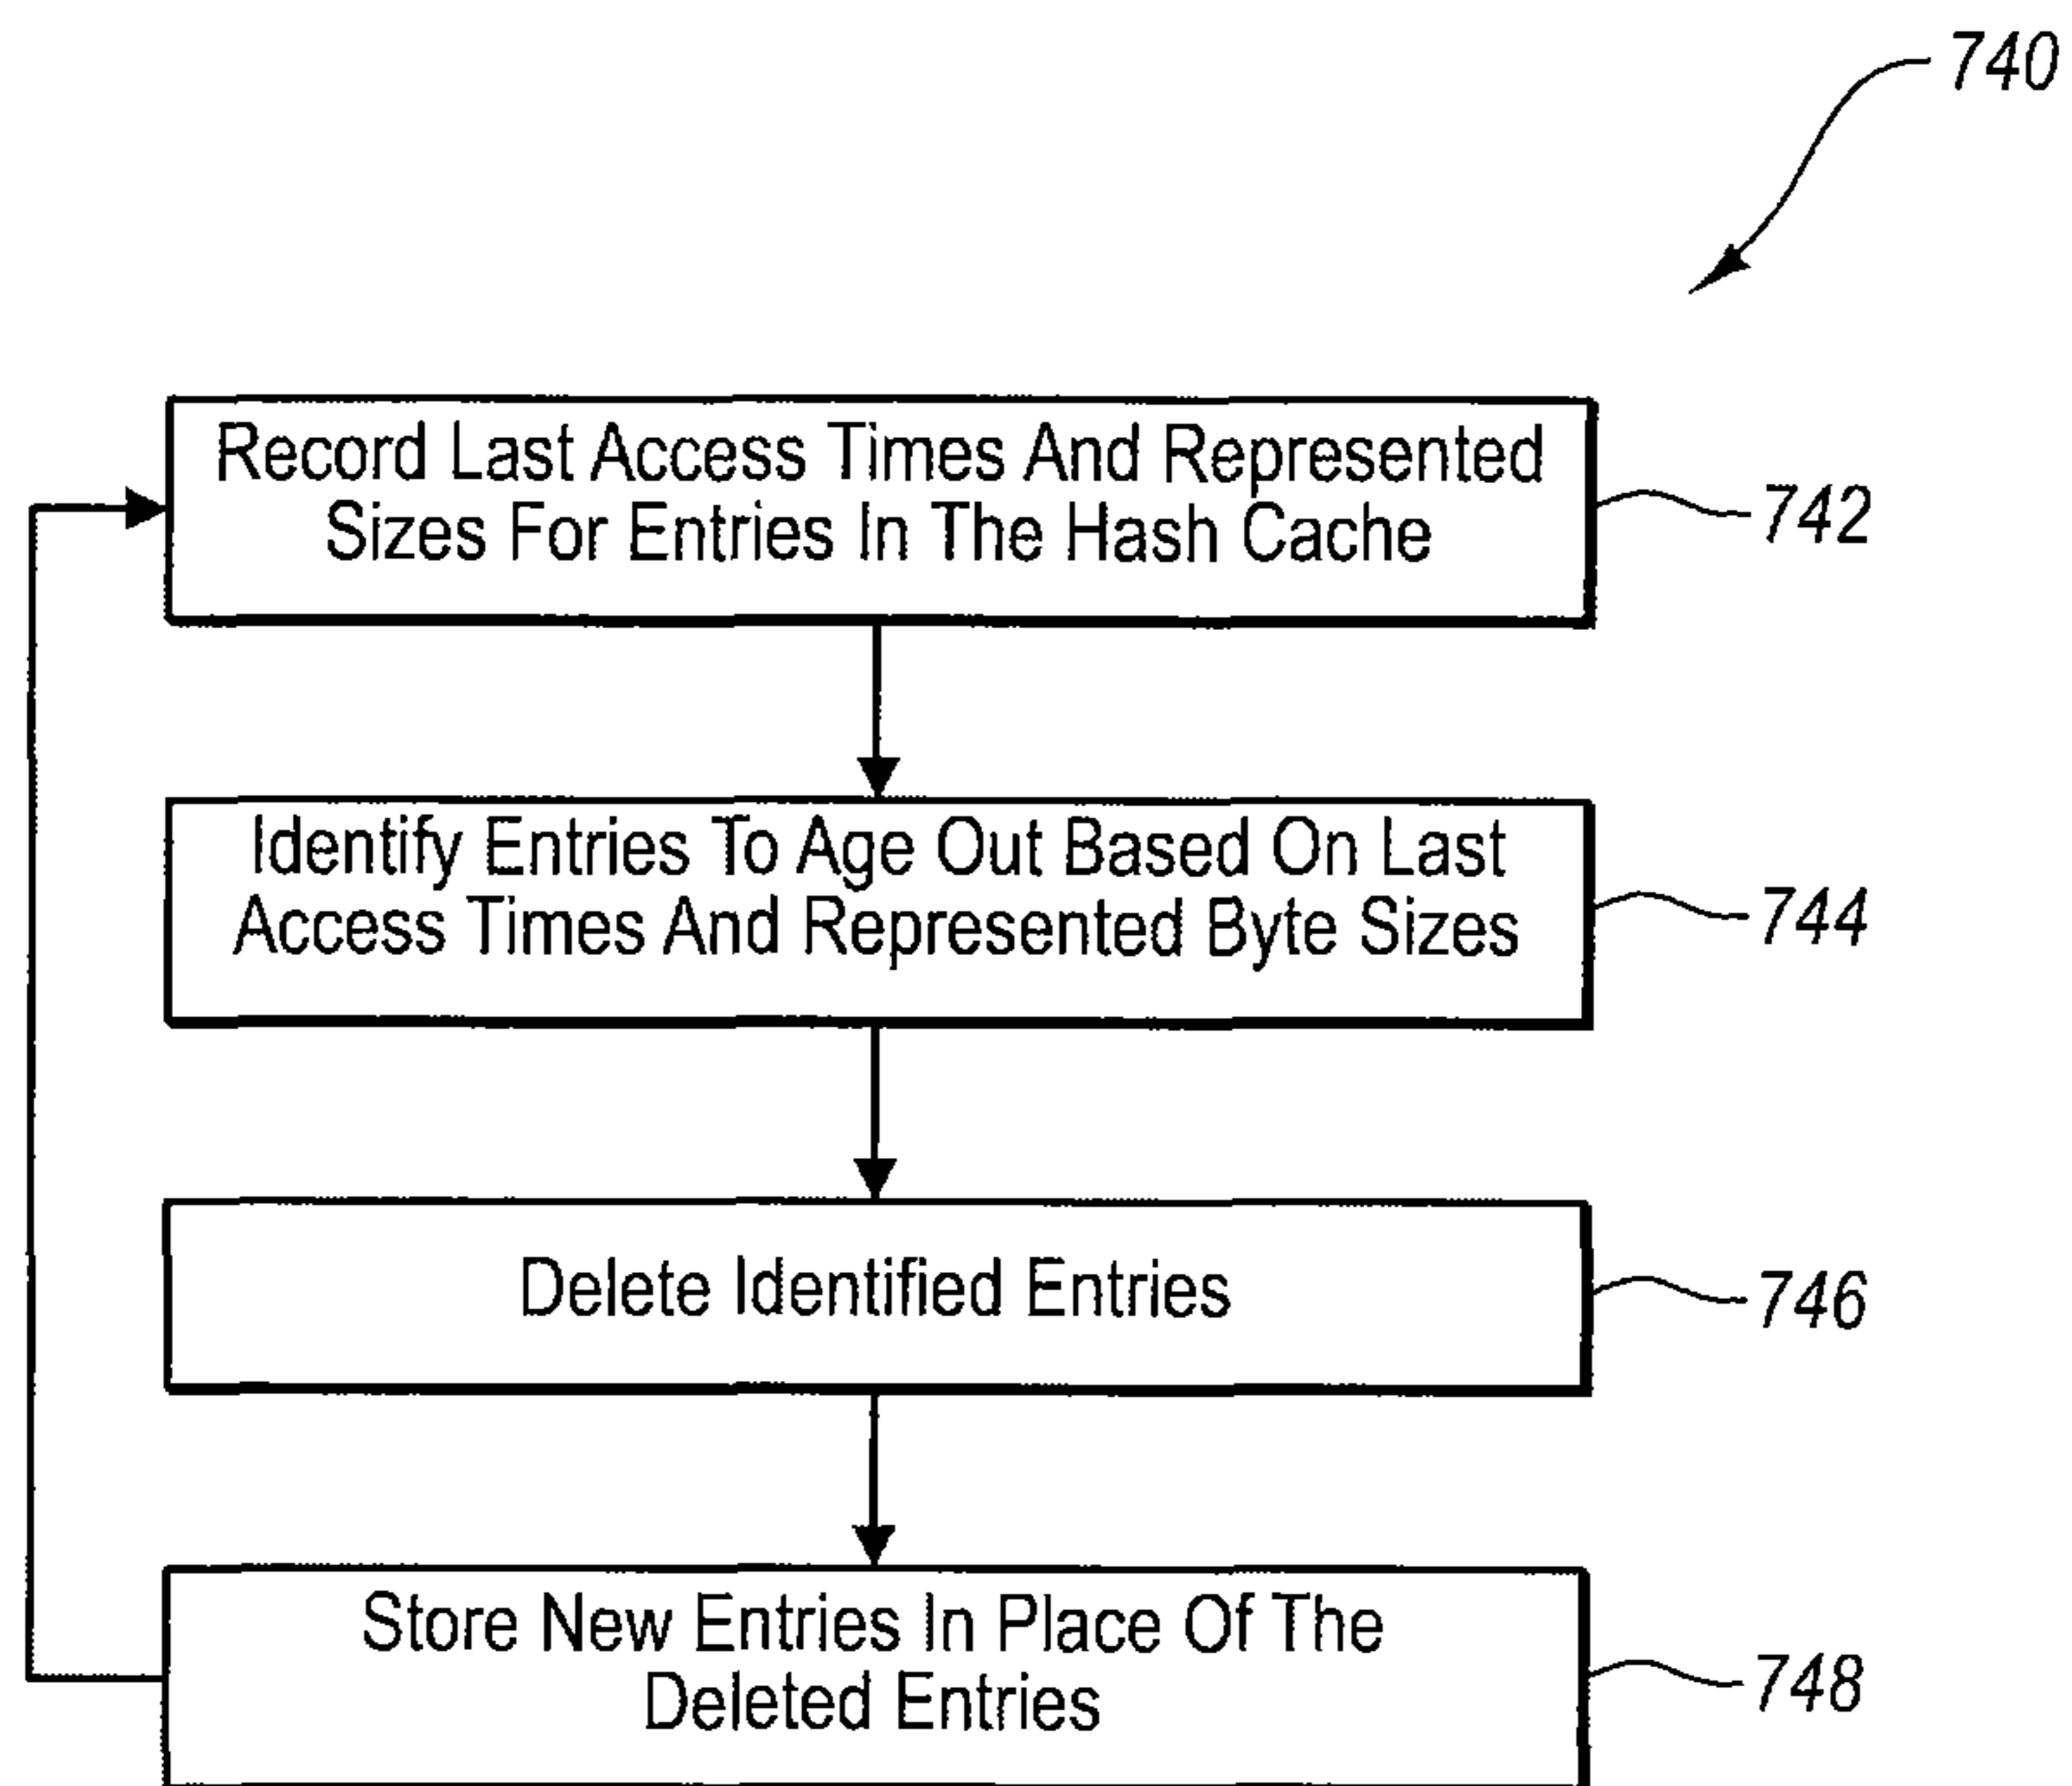 740
Record Last Access Times And Represented
Sizes For Entries In The Hash Cache
742
Identify Entries To Age Out Based On Last
Access Times And Represented Byte Sizes
744
Delete Identified Entries
746
Store New Entries In Place Of The
Deleted Entries
748